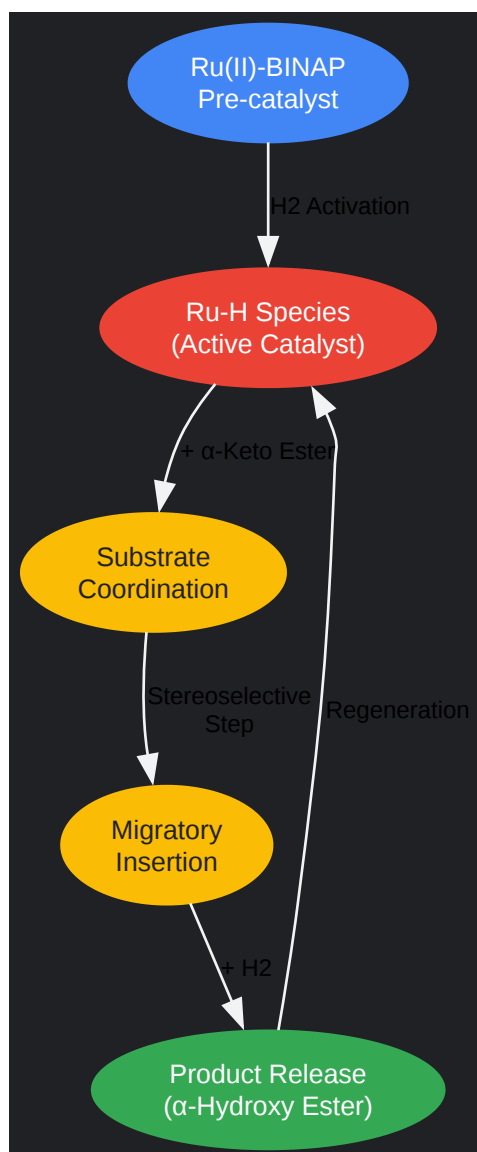 Ru(II)-BINAP
Pre-catalyst
H2 Activation
Ru-H Species
(Active Catalyst)
+ α-Keto Ester
Substrate
Coordination
Stereoselective
Step
Regeneration
Migratory
Insertion
+ H2
Product Release
(α-Hydroxy Ester)